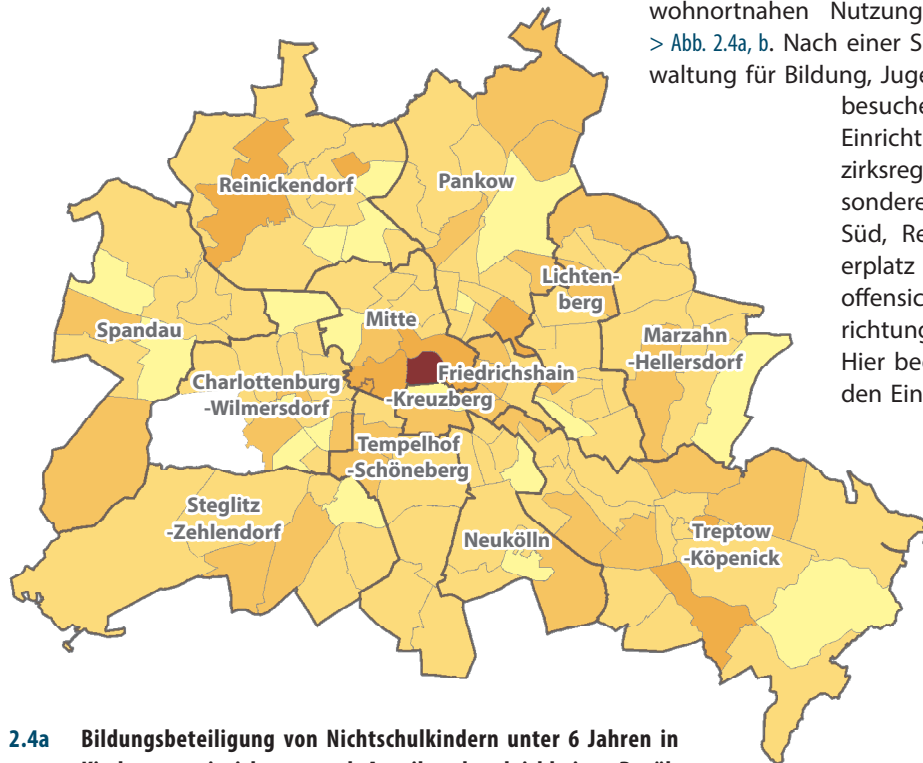 wohnortnahen Nutzung
> Abb. 2.4a, b. Nach einer S
waltung für Bildung, Juge
besuche
Einricht
zirksreg
sondere
Süd, Re
erplatz
offensic
richtung
Hier be
den Ein
Reinickendorf
Pankow
Lichten-
berg
Mitte
Spandau
Marzahn
-Hellersdorf
Charlottenburg
-Wilmersdorf
Friedrichshain
-Kreuzberg
Tempelhof
-Schöneberg
Steglitz
-Zehlendorf
Neukölln
Treptow
-Köpenick
2.4a Bildungsbeteiligung von Nichtschulkindern unter 6 Jahren in